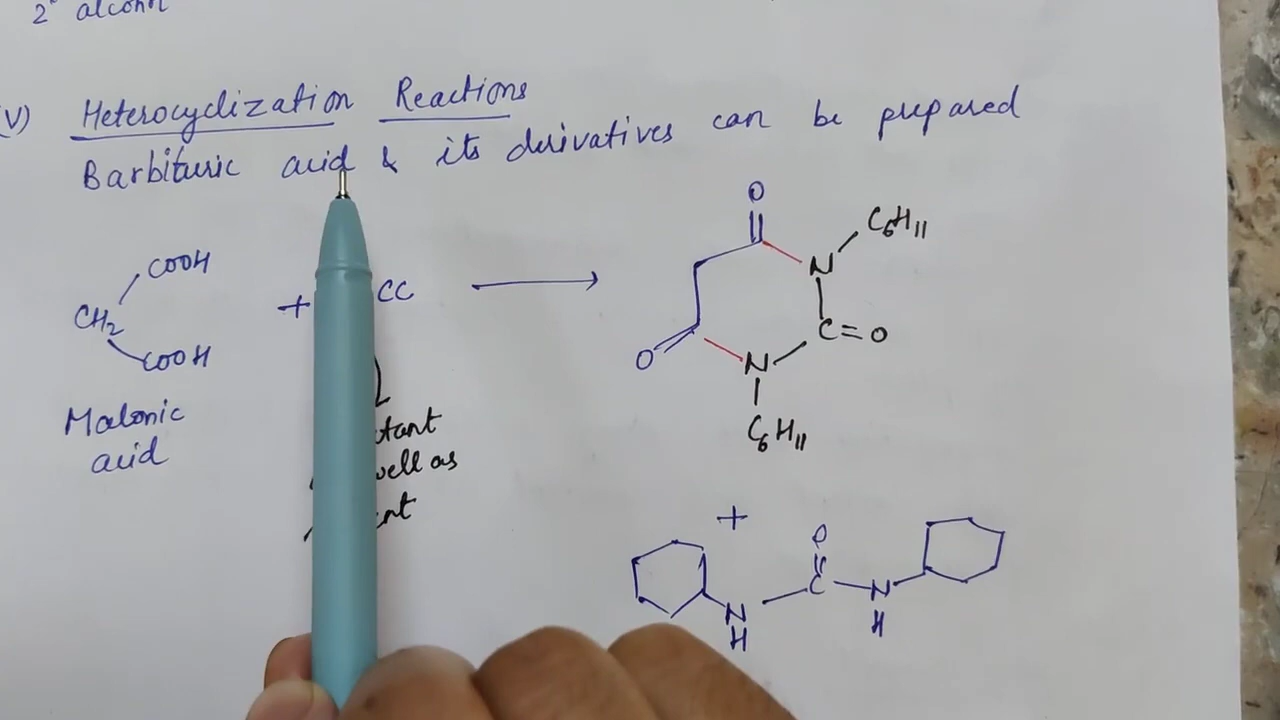 2° alcohol
(V) Heterocyclization Reactions
Barbituric acid & its derivatives can be prepared
O
C6H11
COOH
N
CH2 + CC
C=O
COOH
O
N
Malonic
acid
C6H11
well as
+
O
C
N
H
N
H